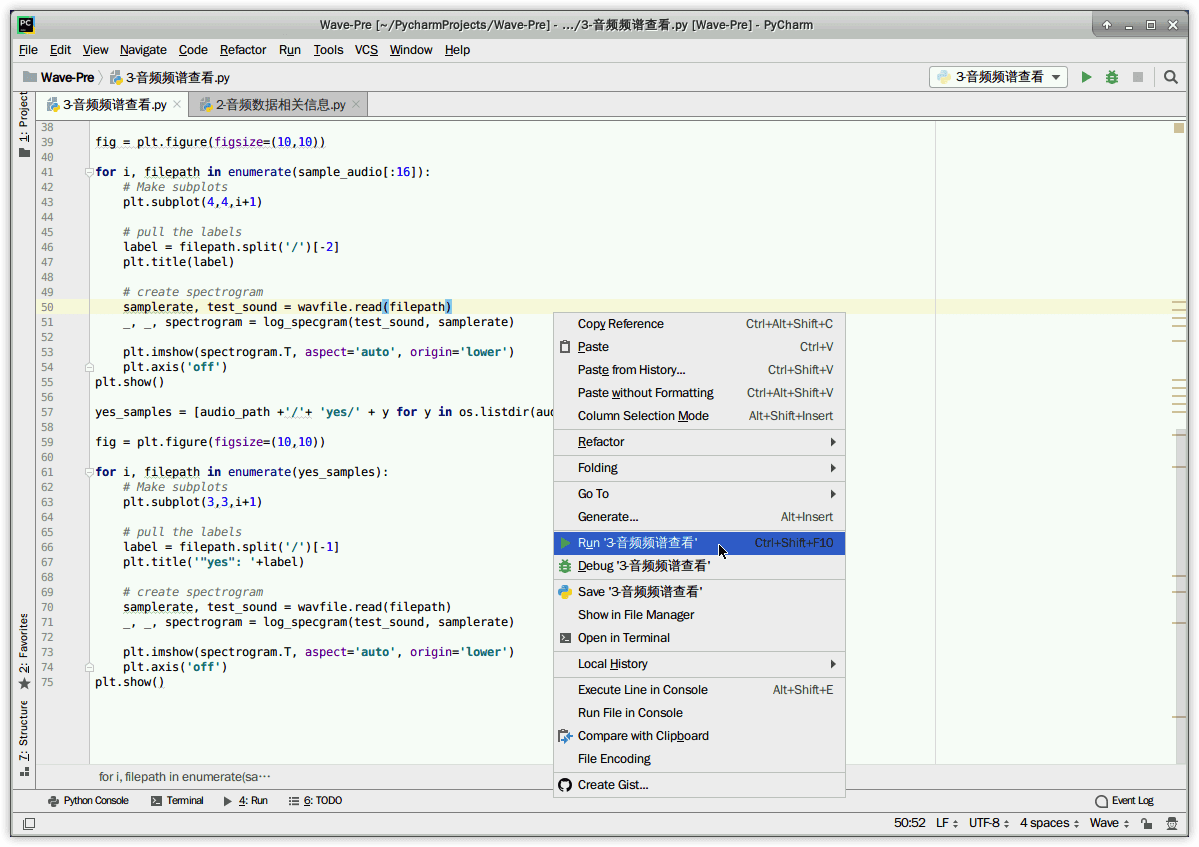 PC
Wave-Pre [~/PycharmProjects/Wave-Pre] - .../3-音频频谱查看.py [Wave-Pre] - PyCharm
File Edit View Navigate Code Refactor Run Tools VCS Window Help
Wave-Pre 3-音频频谱查看.py 3-音频频谱查看
1: Project
3-音频频谱查看.py 2-音频数据相关信息.py
38
39 fig = plt.figure(figsize=(10,10))
40
41 for i, filepath in enumerate(sample_audio[:16]):
42 # Make subplots
43 plt.subplot(4,4,i+1)
44
45 # pull the labels
46 label = filepath.split('/')[-2]
47 plt.title(label)
48
49 # create spectrogram
50 samplerate, test_sound = wavfile.read(filepath)
51 _, _, spectrogram = log_specgram(test_sound, samplerate)
52
53 plt.imshow(spectrogram.T, aspect='auto', origin='lower')
54 plt.axis('off')
55 plt.show()
56
57 yes_samples = [audio_path +'/'+ 'yes/' + y for y in os.listdir(
58
59 fig = plt.figure(figsize=(10,10))
60
61 for i, filepath in enumerate(yes_samples):
62 # Make subplots
63 plt.subplot(3,3,i+1)
64
65 # pull the labels
66 label = filepath.split('/')[-1]
67 plt.title('"yes": '+label)
68
69 # create spectrogram
70 samplerate, test_sound = wavfile.read(filepath)
71 _, _, spectrogram = log_specgram(test_sound, samplerate)
72
73 plt.imshow(spectrogram.T, aspect='auto', origin='lower')
74 plt.axis('off')
75 plt.show()
Copy Reference Ctrl+Alt+Shift+C
Paste Ctrl+V
Paste from History... Ctrl+Shift+V
Paste without Formatting Ctrl+Alt+Shift+V
Column Selection Mode Alt+Shift+Insert
Refactor
Folding
Go To
Generate... Alt+Insert
Run '3-音频频谱查看' Ctrl+Shift+F10
Debug '3-音频频谱查看'
Save '3-音频频谱查看'
Show in File Manager
Open in Terminal
Local History
Execute Line in Console Alt+Shift+E
Run File in Console
Compare with Clipboard
File Encoding
Create Gist...
2: Favorites
7: Structure
for i, filepath in enumerate(sa···
Python Console Terminal 4: Run 6: TODO Event Log
50:52 LF UTF-8 4 spaces Wave